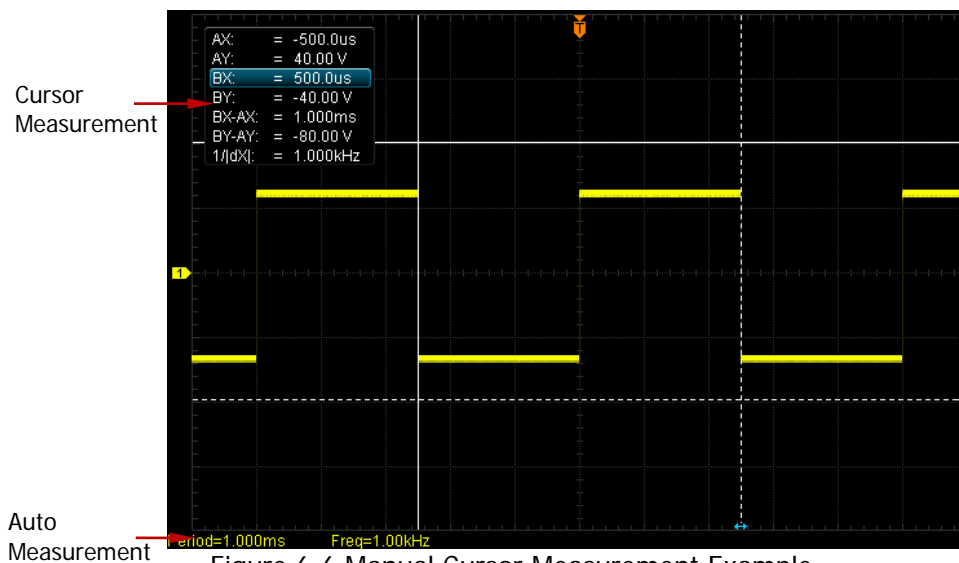 T
AX: = -500.0us
AY: = 40.00 V
BX: = 500.0us
BY: = -40.00 V
BX-AX: = 1.000ms
BY-AY: = -80.00 V
1/|dX|: = 1.000kHz
Cursor
Measurement
1
Auto
Measurement
Period=1.000ms Freq=1.00kHz
Figure 6-6 Manual Cursor Measurement Example